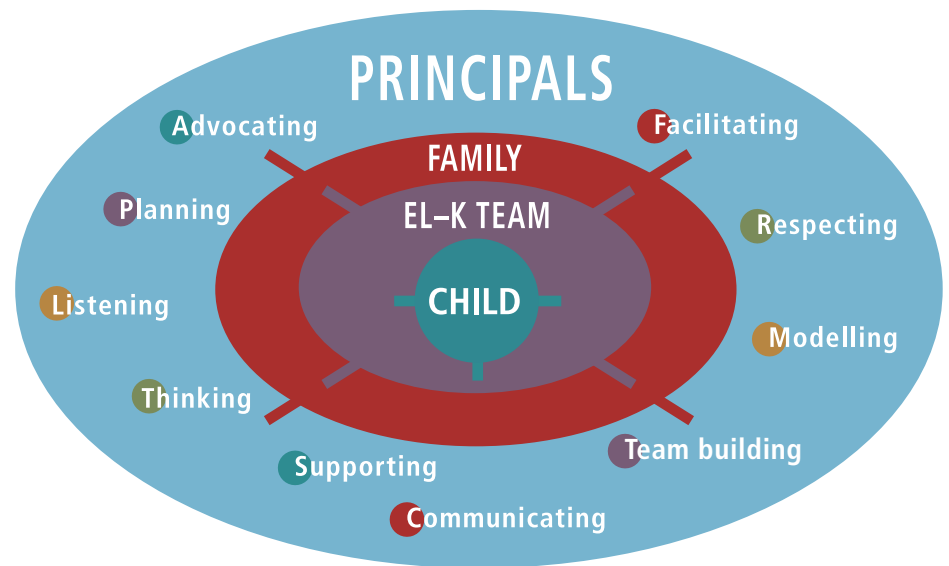 PRINCIPALS
Advocating
Facilitating
FAMILY
Planning
EL–K TEAM
Respecting
CHILD
Listening
Modelling
Thinking
Team building
Supporting
Communicating